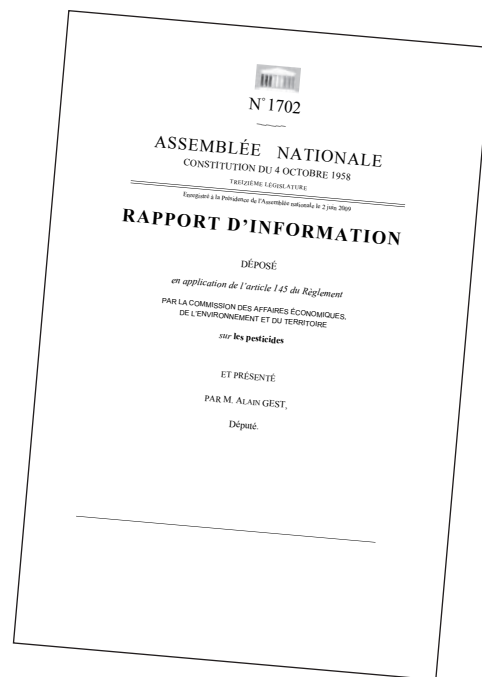 N° 1702
ASSEMBLÉE NATIONALE
CONSTITUTION DU 4 OCTOBRE 1958
TREIZIÈME LÉGISLATURE
Enregistré à la Présidence de l'Assemblée nationale le 2 juin 2009
RAPPORT D'INFORMATION
DÉPOSÉ
en application de l'article 145 du Règlement
PAR LA COMMISSION DES AFFAIRES ÉCONOMIQUES,
DE L'ENVIRONNEMENT ET DU TERRITOIRE
sur les pesticides
ET PRÉSENTÉ
PAR M. ALAIN GEST,
Député.